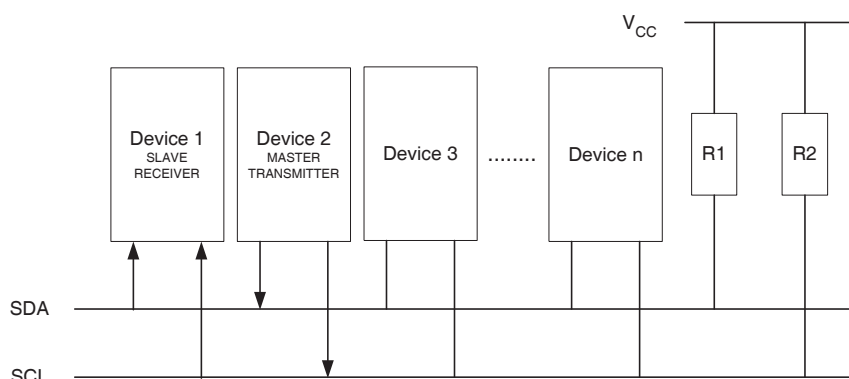 VCC
Device 1
SLAVE
RECEIVER
Device 2
MASTER
TRANSMITTER
Device 3
........
Device n
R1
R2
SDA
SCL